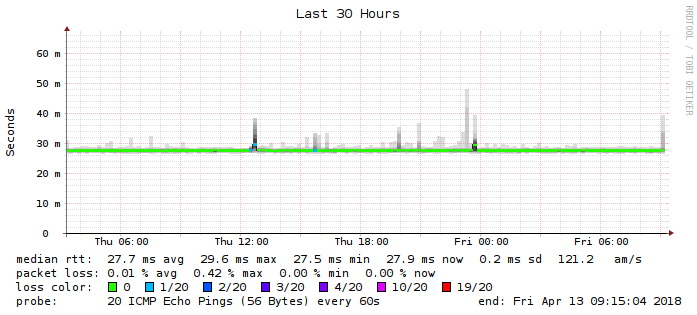 Last 30 Hours
RRDTOOL / TOBI OETIKER
Seconds
60 m
50 m
40 m
30 m
20 m
10 m
0
Thu 06:00 Thu 12:00 Thu 18:00 Fri 00:00 Fri 06:00
median rtt: 27.7 ms avg 29.6 ms max 27.5 ms min 27.9 ms now 0.2 ms sd 121.2 am/s
packet loss: 0.01 % avg 0.42 % max 0.00 % min 0.00 % now
loss color: 0 1/20 2/20 3/20 4/20 10/20 19/20
probe: 20 ICMP Echo Pings (56 Bytes) every 60s end: Fri Apr 13 09:15:04 2018